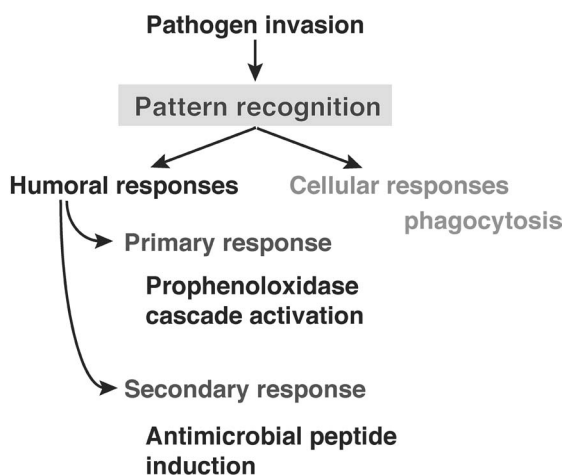 Pathogen invasion
Pattern recognition
Humoral responses
Cellular responses
phagocytosis
Primary response
Prophenoloxidase
cascade activation
Secondary response
Antimicrobial peptide
induction